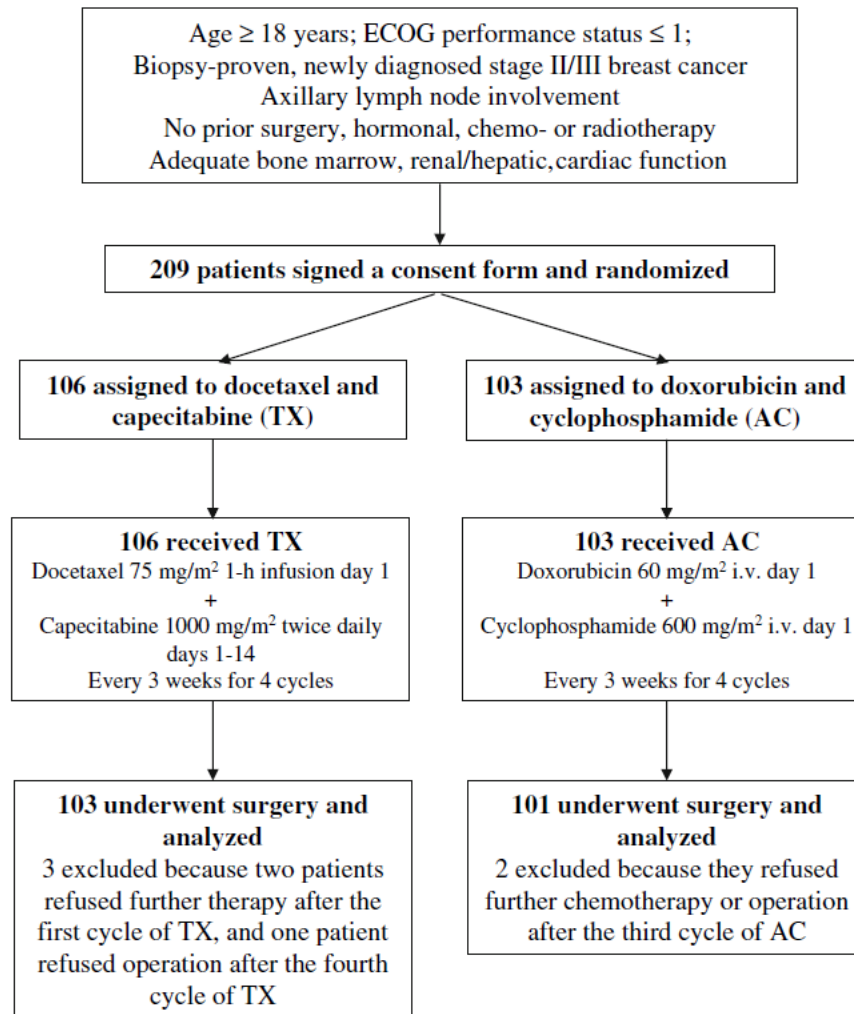 Age ≥ 18 years; ECOG performance status ≤ 1;
Biopsy-proven, newly diagnosed stage II/III breast cancer
Axillary lymph node involvement
No prior surgery, hormonal, chemo- or radiotherapy
Adequate bone marrow, renal/hepatic,cardiac function
209 patients signed a consent form and randomized
106 assigned to docetaxel and
capecitabine (TX)
103 assigned to doxorubicin and
cyclophosphamide (AC)
106 received TX
Docetaxel 75 mg/m² 1-h infusion day 1
+
Capecitabine 1000 mg/m² twice daily
days 1-14
Every 3 weeks for 4 cycles
103 received AC
Doxorubicin 60 mg/m² i.v. day 1
+
Cyclophosphamide 600 mg/m² i.v. day 1
Every 3 weeks for 4 cycles
103 underwent surgery and
analyzed
3 excluded because two patients
refused further therapy after the
first cycle of TX, and one patient
refused operation after the fourth
cycle of TX
101 underwent surgery and
analyzed
2 excluded because they refused
further chemotherapy or operation
after the third cycle of AC